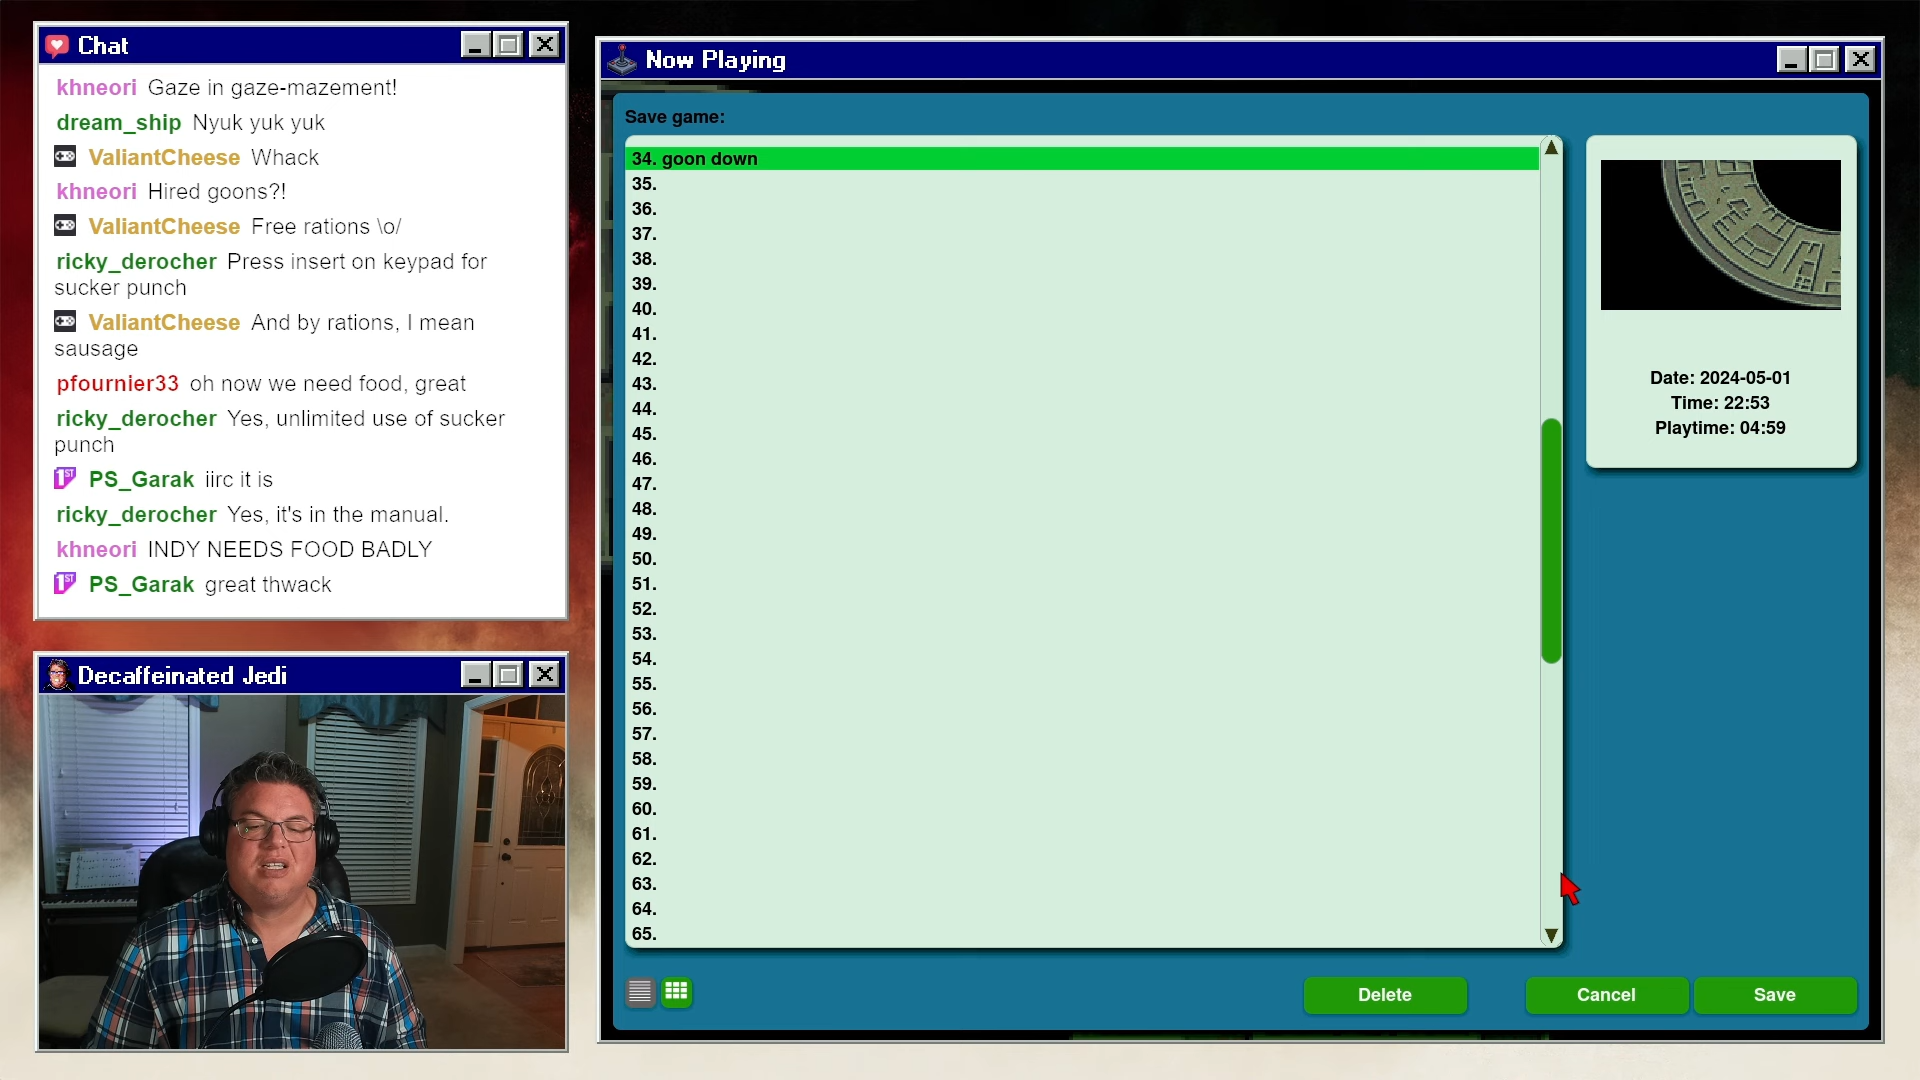 Chat
khneori Gaze in gaze-mazement!
dream_ship Nyuk yuk yuk
ValiantCheese Whack
khneori Hired goons?!
ValiantCheese Free rations \o/
ricky_derocher Press insert on keypad for
sucker punch
ValiantCheese And by rations, I mean
sausage
pfournier33 oh now we need food, great
ricky_derocher Yes, unlimited use of sucker
punch
1ST PS_Garak iirc it is
ricky_derocher Yes, it's in the manual.
khneori INDY NEEDS FOOD BADLY
1ST PS_Garak great thwack
Decaffeinated Jedi
Now Playing
Save game:
34. goon down
35.
36.
37.
38.
39.
40.
41.
42.
43.
44.
45.
46.
47.
48.
49.
50.
51.
52.
53.
54.
55.
56.
57.
58.
59.
60.
61.
62.
63.
64.
65.
Date: 2024-05-01
Time: 22:53
Playtime: 04:59
Delete
Cancel
Save